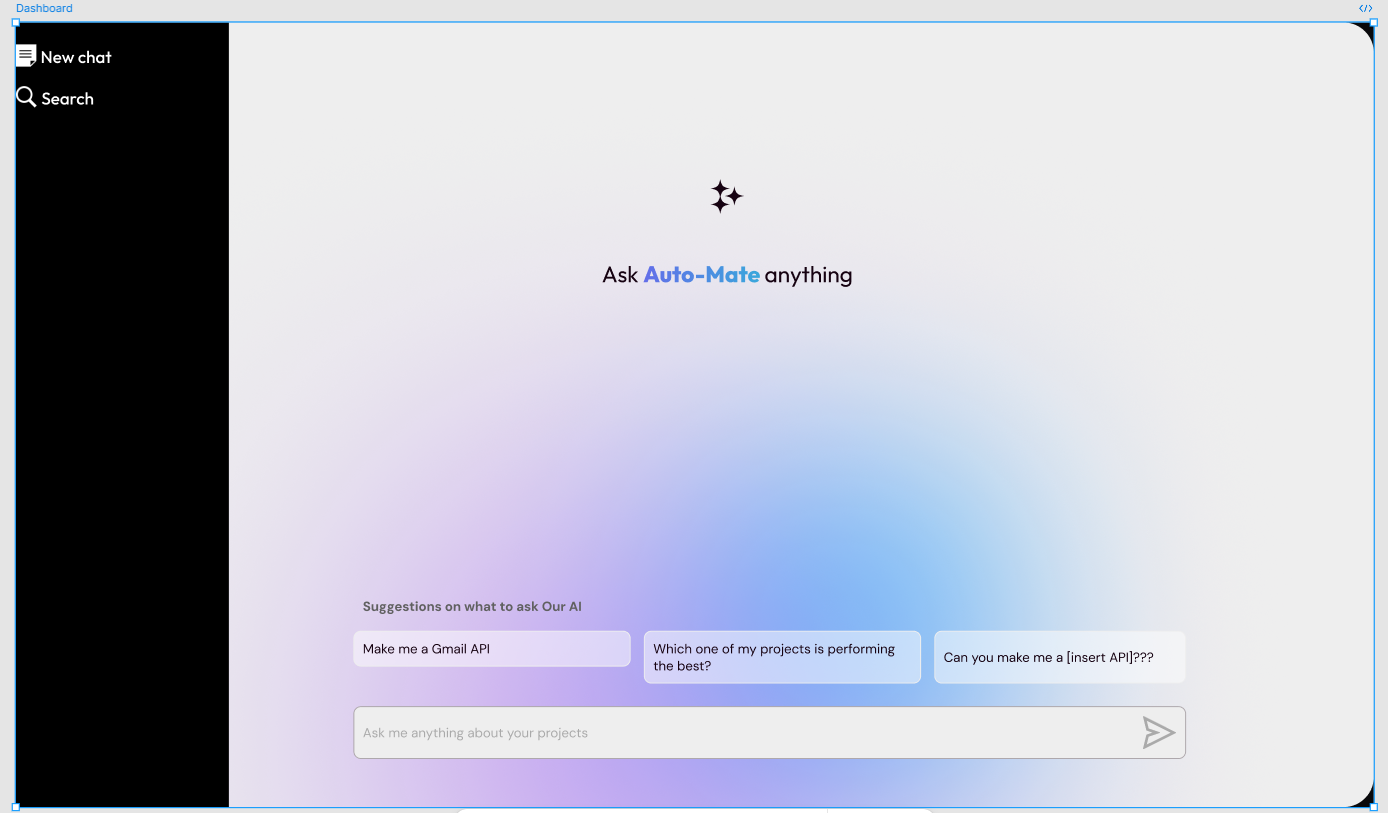 Dashboard
New chat
Search
Ask Auto-Mate anything
Suggestions on what to ask Our AI
Make me a Gmail API
Which one of my projects is performing
the best?
Can you make me a [insert API]???
Ask me anything about your projects